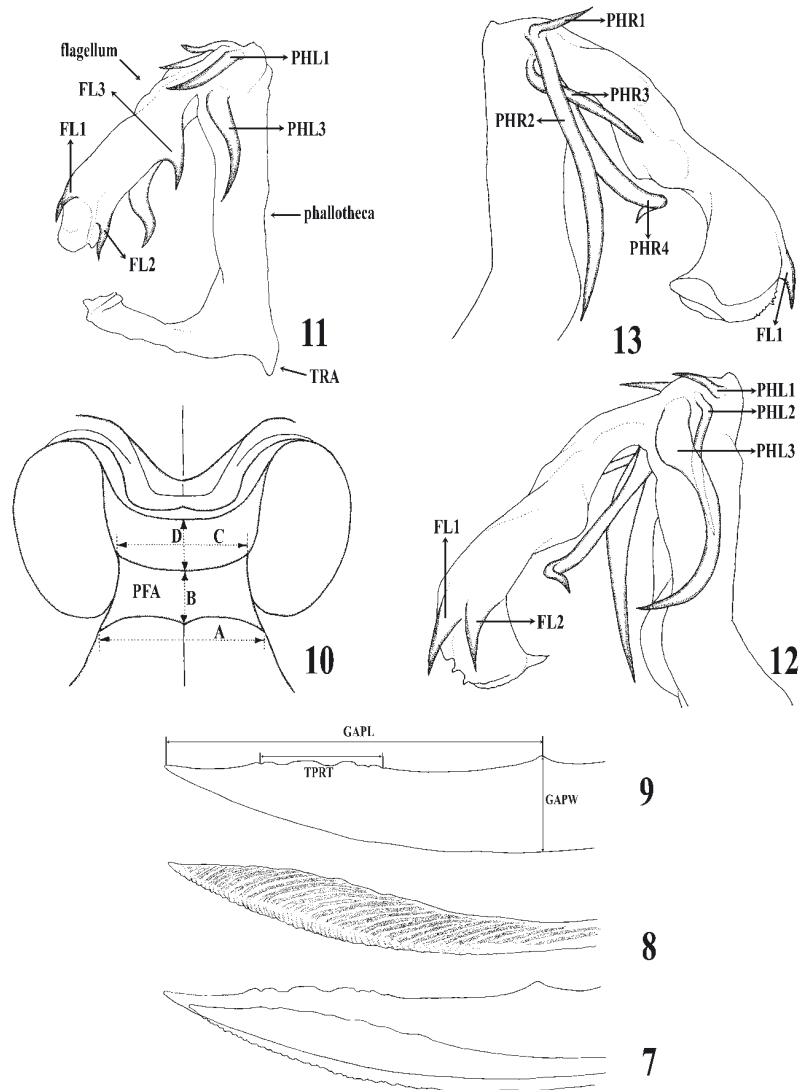 flagellum
FL3
FL1
FL2
PHL1
PHL3
phallotheca
TRA
11
PHR1
PHR3
PHR2
PHR4
FL1
13
D
C
PFA
B
A
10
PHL1
PHL2
PHL3
FL1
FL2
12
GAPL
TPRT
GAPW
9
8
7